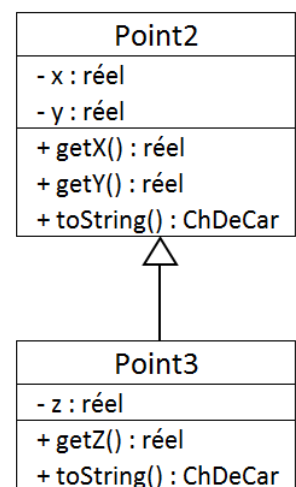 Point2
- x : réel
- y : réel
+ getX() : réel
+ getY() : réel
+ toString() : ChDeCar
Point3
- z : réel
+ getZ() : réel
+ toString() : ChDeCar